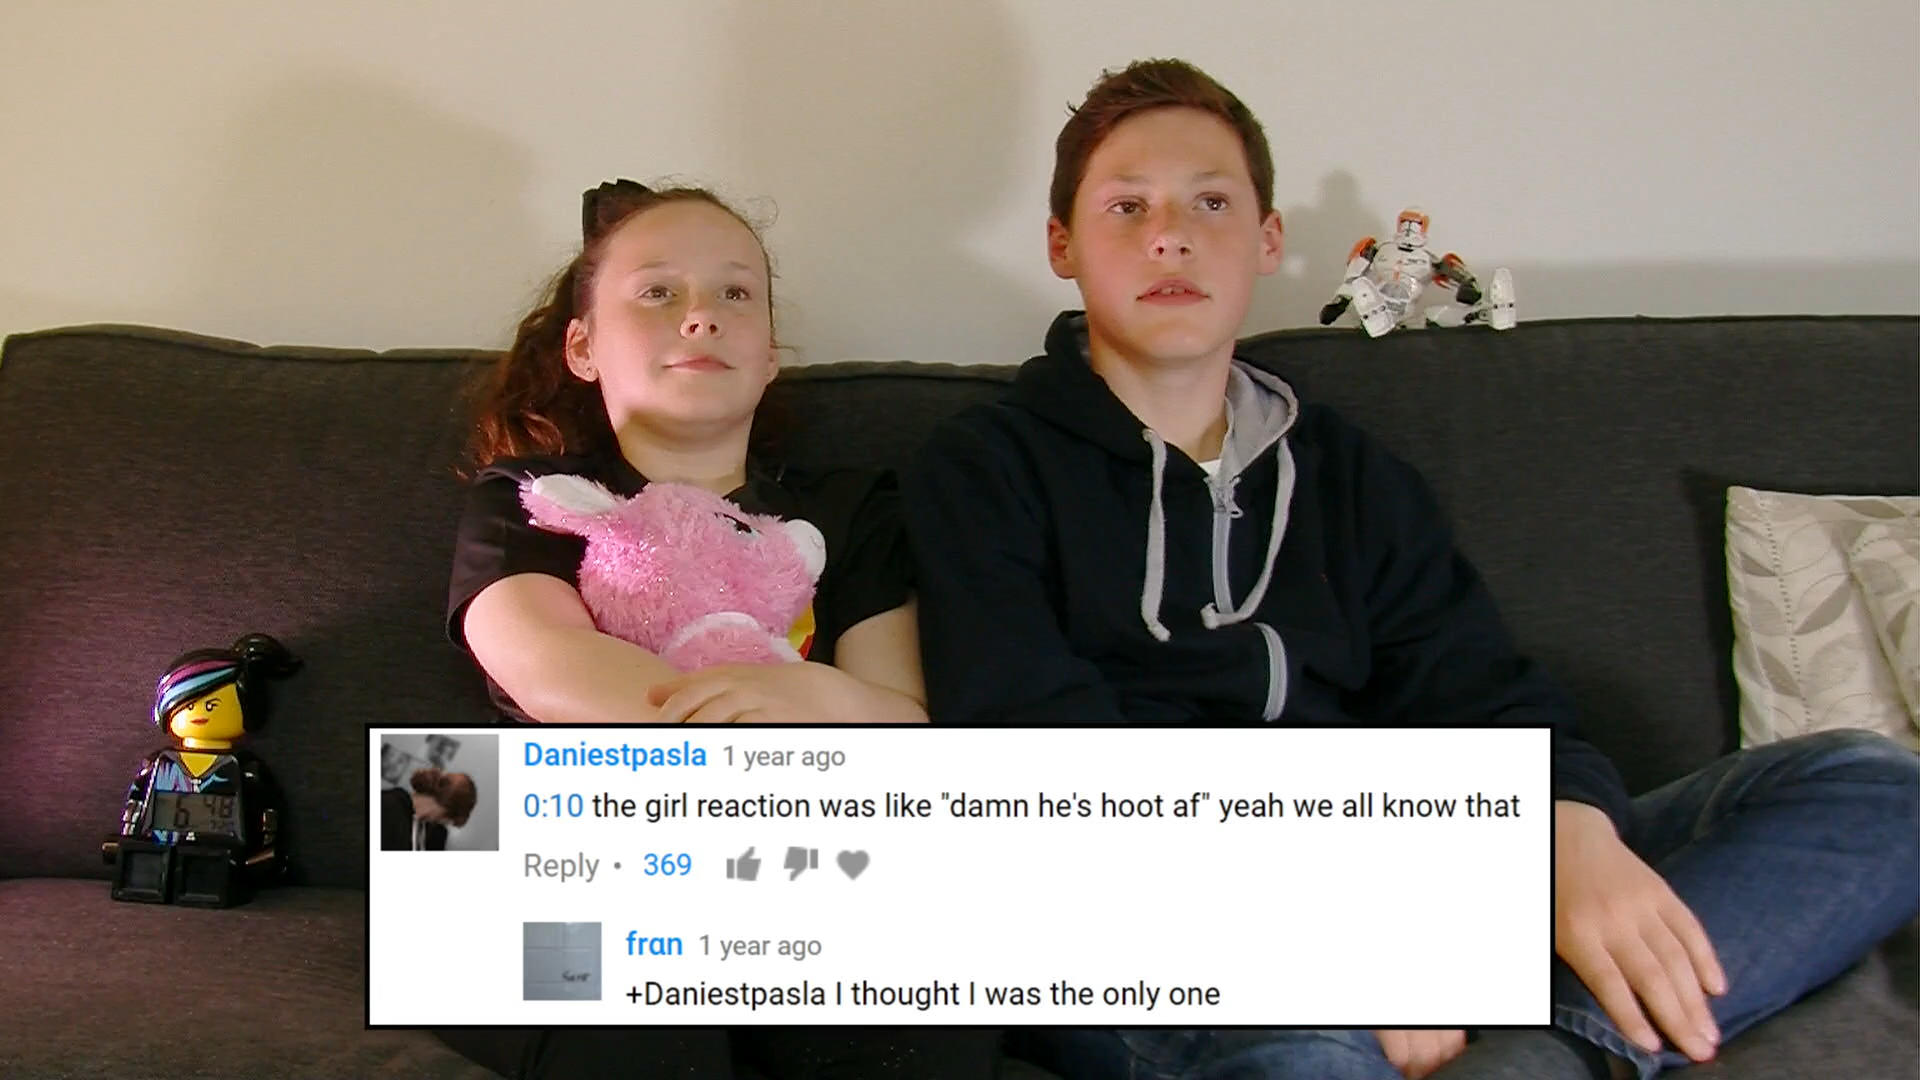 Daniestpasla 1 year ago
0:10 the girl reaction was like "damn he's hoot af" yeah we all know that
Reply • 369
fran 1 year ago
+Daniestpasla I thought I was the only one